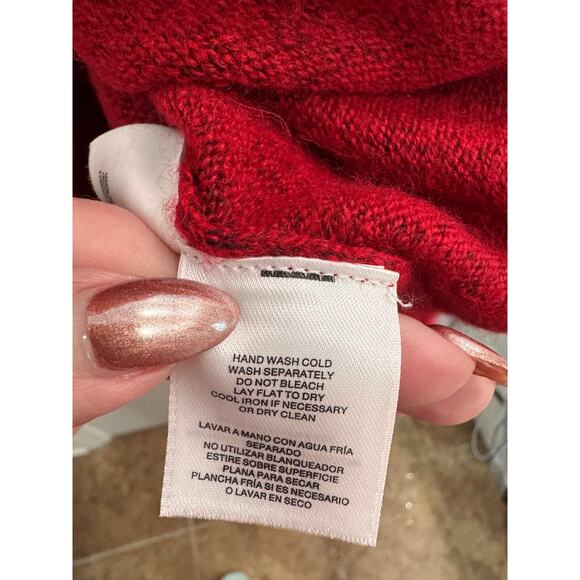 HAND WASH COLD
WASH SEPARATELY
DO NOT BLEACH
LAY FLAT TO DRY
COOL IRON IF NECESSARY
OR DRY CLEAN
LAVAR A MANO CON AGUA FRÍA
SEPARADO
NO UTILIZAR BLANQUEADOR
ESTIRE SOBRE SUPERFICIE
PLANA PARA SECAR
PLANCHA FRÍA SI ES NECESARIO
O LAVAR EN SECO